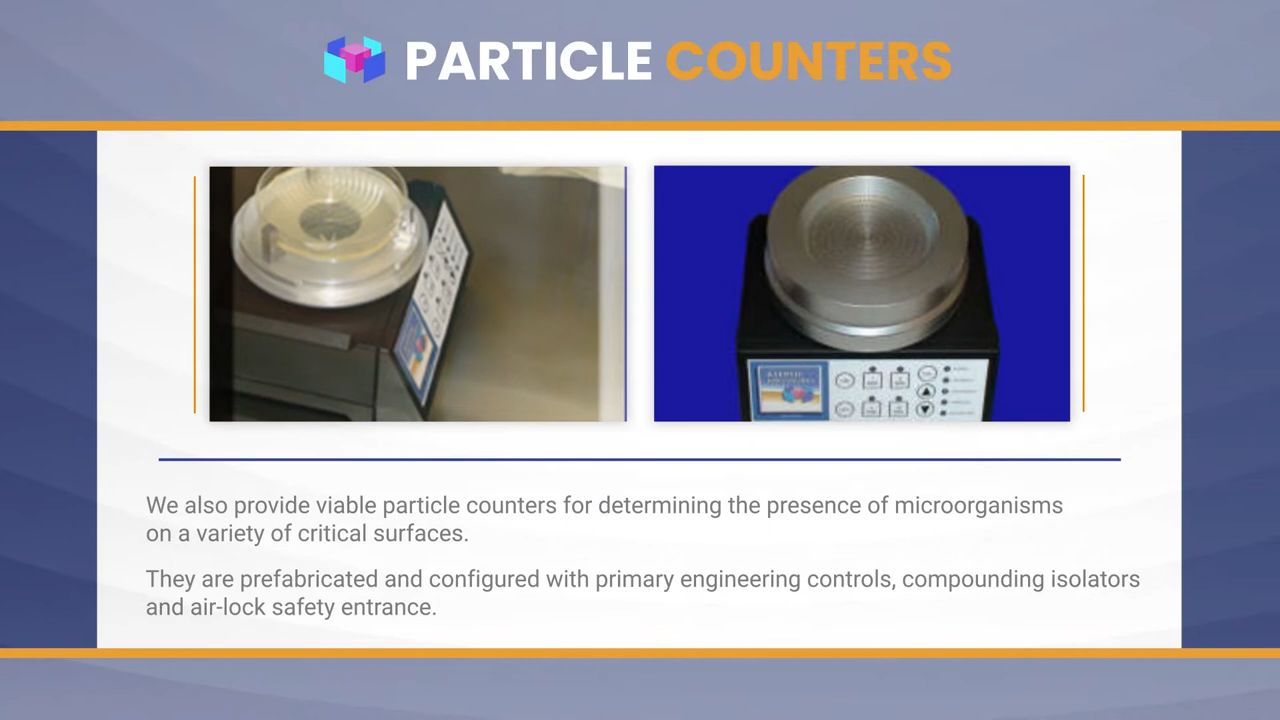 PARTICLE COUNTERS
We also provide viable particle counters for determining the presence of microorganisms
on a variety of critical surfaces.
They are prefabricated and configured with primary engineering controls, compounding isolators
and air-lock safety entrance.